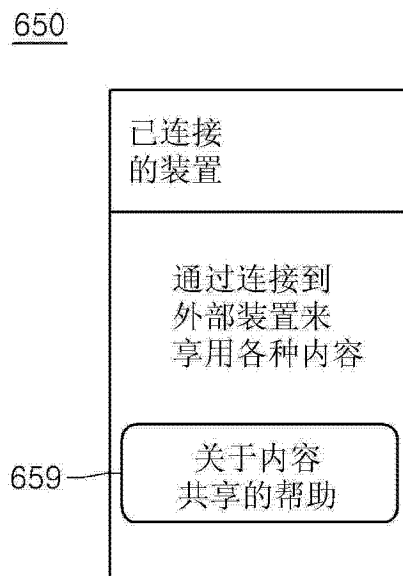 650
已连接
的装置
通过连接到
外部装置来
享用各种内容
关于内容
共享的帮助
659